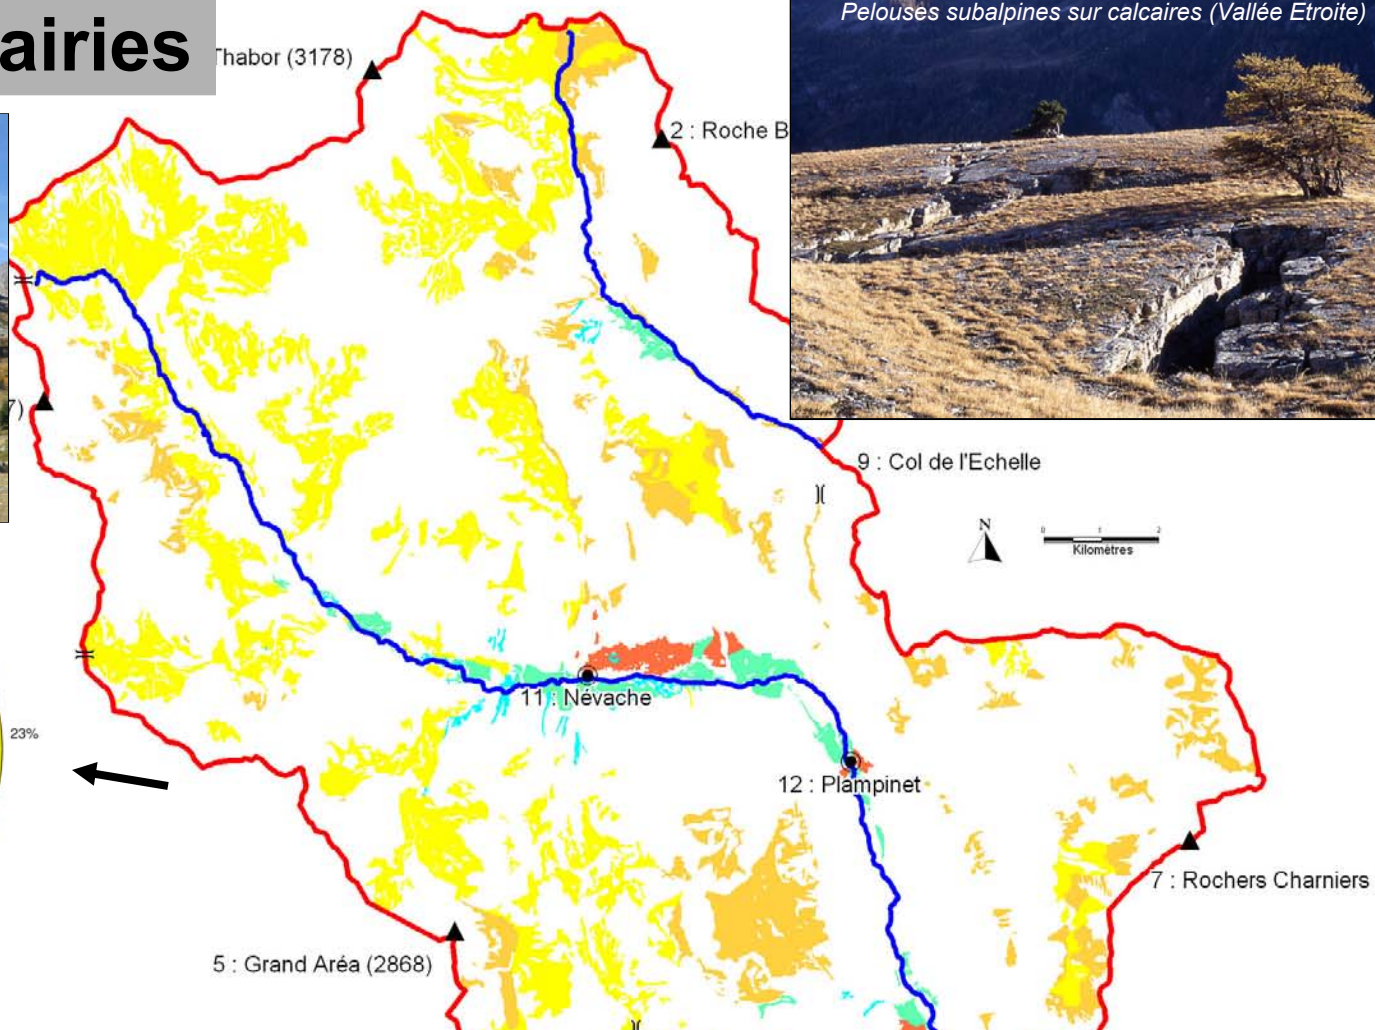 airies
Thabor (3178)
Pelouses subalpines sur calcaires (Vallée Etroite)
2 : Roche B
7)
9 : Col de l'Echelle
N
0 1 2
Kilomètres
11 : Névache
23%
12 : Plampinet
7 : Rochers Charniers
5 : Grand Aréa (2868)